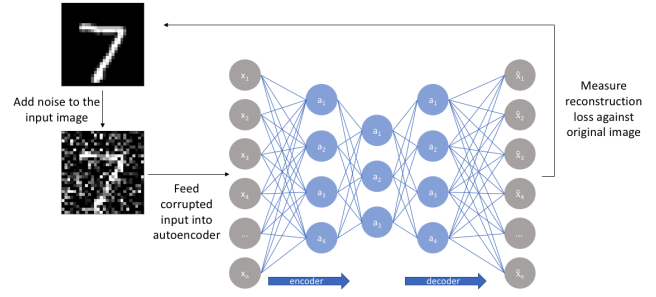 Add noise to the
input image
Feed
corrupted
input into
autoencoder
x₁
x₂
x₃
x₄
...
xₙ
a₁
a₂
a₃
a₄
a₁
a₂
a₃
a₁
a₂
a₃
a₄
x̂₁
x̂₂
x̂₃
x̂₄
...
x̂ₙ
encoder
decoder
Measure
reconstruction
loss against
original image
7
7